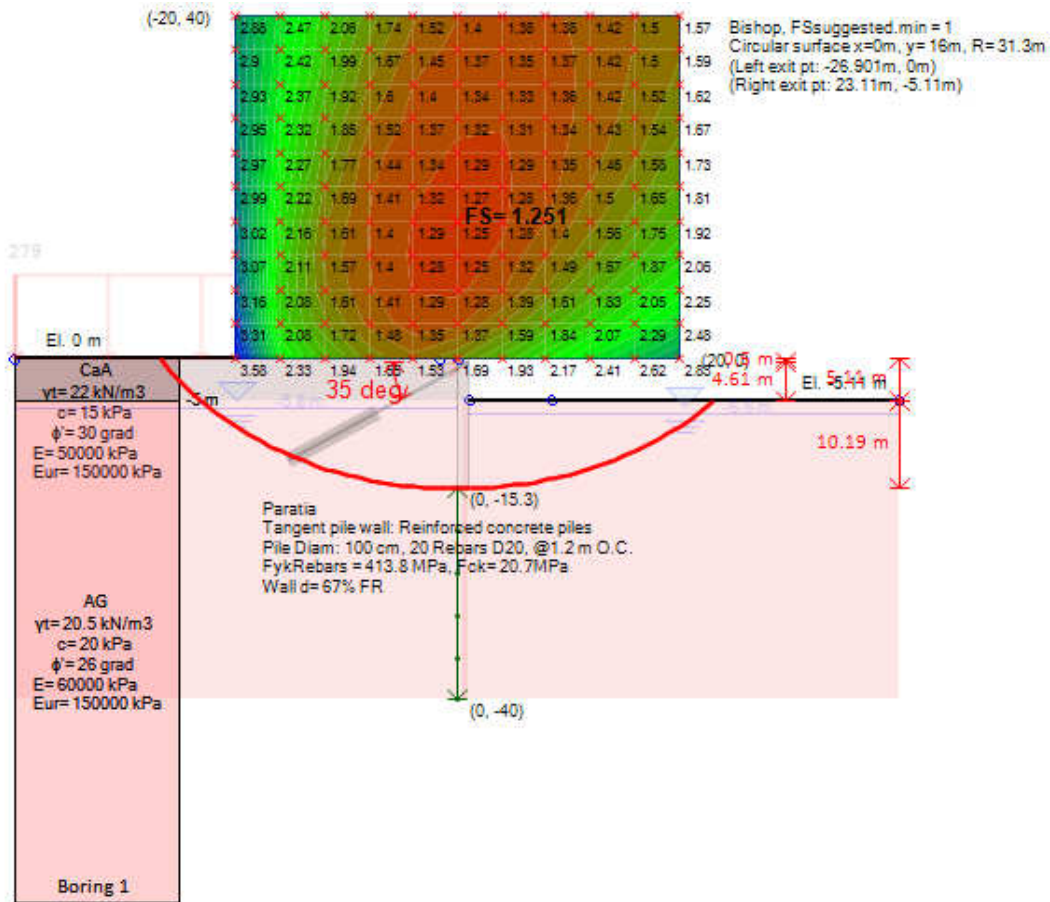 (-20, 40)
2.86 2.47 2.06 1.74 1.52 1.4 1.36 1.36 1.42 1.5 1.57
2.9 2.42 1.99 1.67 1.45 1.37 1.35 1.37 1.42 1.5 1.59
2.93 2.37 1.92 1.6 1.4 1.34 1.33 1.36 1.42 1.52 1.62
2.95 2.32 1.85 1.52 1.37 1.32 1.31 1.34 1.43 1.54 1.67
2.97 2.27 1.77 1.44 1.34 1.29 1.29 1.35 1.46 1.58 1.73
2.99 2.22 1.69 1.41 1.32 1.27 1.28 1.36 1.5 1.65 1.81
FS= 1.251
3.02 2.16 1.61 1.4 1.29 1.25 1.28 1.4 1.56 1.75 1.92
3.07 2.11 1.57 1.4 1.28 1.25 1.32 1.49 1.67 1.87 2.06
3.16 2.08 1.61 1.41 1.29 1.28 1.39 1.61 1.83 2.05 2.25
3.31 2.08 1.72 1.48 1.35 1.37 1.59 1.84 2.07 2.29 2.48
3.58 2.33 1.94 1.65 1.53 1.69 1.93 2.17 2.41 2.62 2.83
Bishop, FSsuggested.min = 1
Circular surface x=0m, y= 16m, R= 31.3m
(Left exit pt: -26.901m, 0m)
(Right exit pt: 23.11m, -5.11m)
279
El. 0 m
CaA
γt= 22 kN/m3
c= 15 kPa
ϕ'= 30 grad
E= 50000 kPa
Eur= 150000 kPa
-5 m
35 deg
4.61 m
El. -5.11 m
10.19 m
(0, -15.3)
Paratia
Tangent pile wall: Reinforced concrete piles
Pile Diam: 100 cm, 20 Rebars D20, @1.2 m O.C.
FykRebars = 413.8 MPa, Fck= 20.7MPa
Wall d= 67% FR
AG
γt= 20.5 kN/m3
c= 20 kPa
ϕ'= 26 grad
E= 60000 kPa
Eur= 150000 kPa
(0, -40)
Boring 1